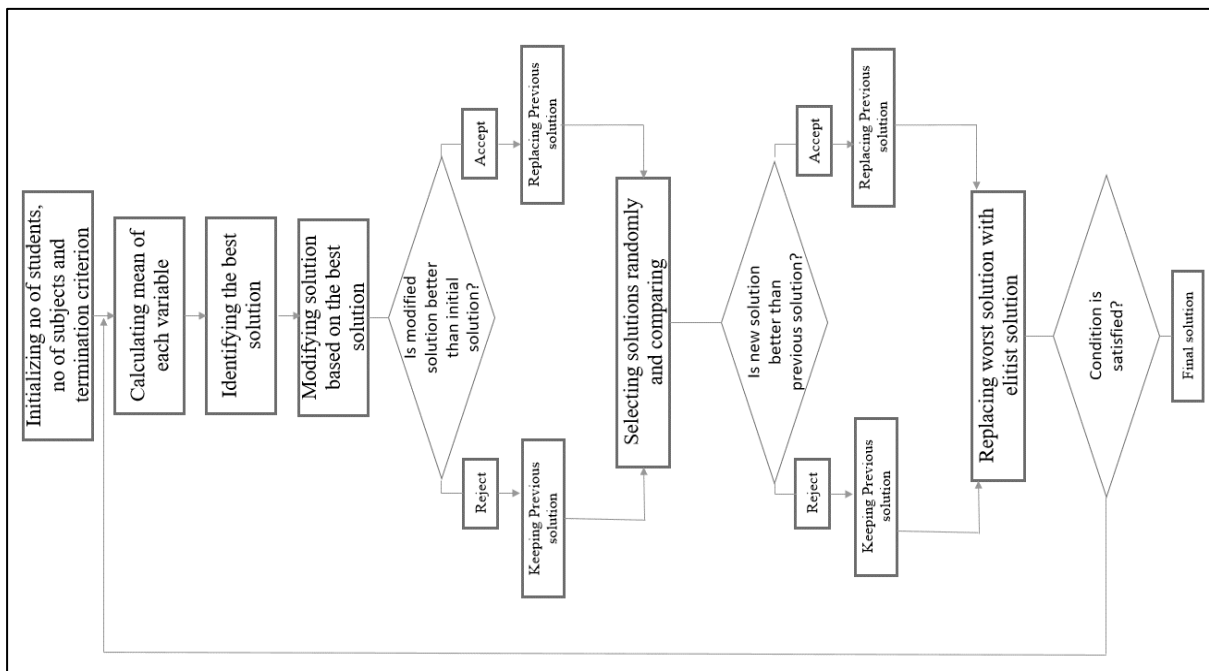 Initializing no of students,
no of subjects and
termination criterion
Calculating mean of
each variable
Identifying the best
solution
Modifying solution
based on the best
solution
Is modified
solution better
than initial
solution?
Accept
Replacing Previous
solution
Reject
Keeping Previous
solution
Selecting solutions randomly
and comparing
Is new solution
better than
previous solution?
Accept
Replacing Previous
solution
Reject
Keeping Previous
solution
Replacing worst solution with
elitist solution
Condition is
satisfied?
Final solution